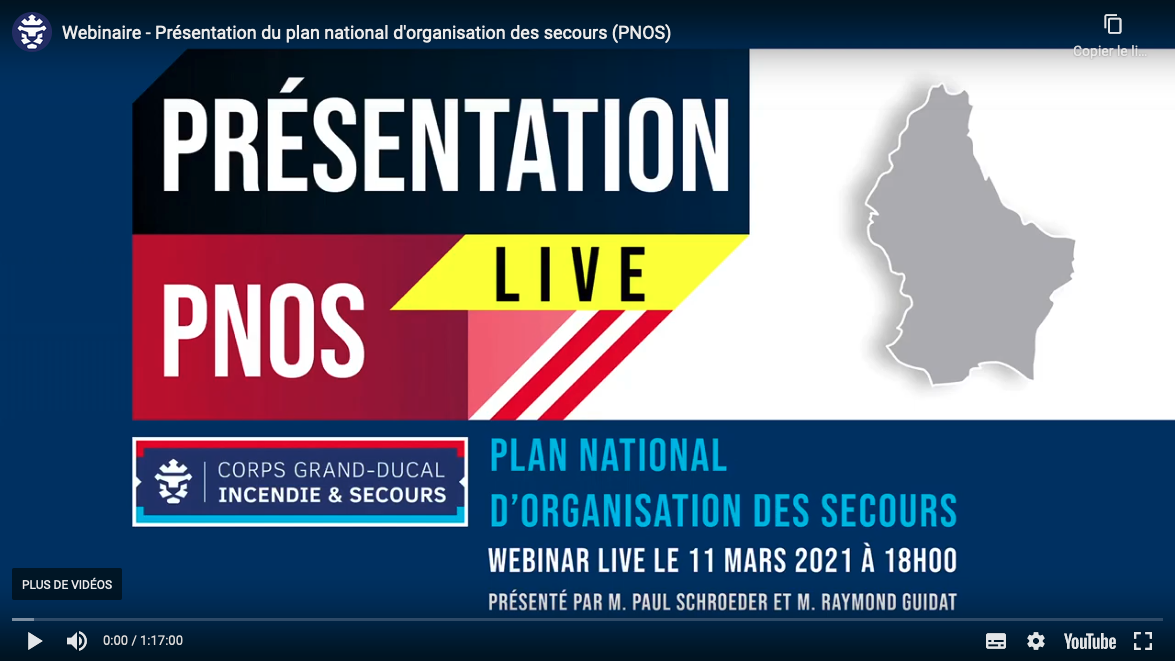 Webinaire - Présentation du plan national d'organisation des secours (PNOS)
Copier le li...
PRÉSENTATION
LIVE
PNOS
CORPS GRAND-DUCAL
INCENDIE & SECOURS
PLAN NATIONAL
D'ORGANISATION DES SECOURS
WEBINAR LIVE LE 11 MARS 2021 À 18H00
PRÉSENTÉ PAR M. PAUL SCHROEDER ET M. RAYMOND GUIDAT
PLUS DE VIDÉOS
0:00 / 1:17:00
YouTube